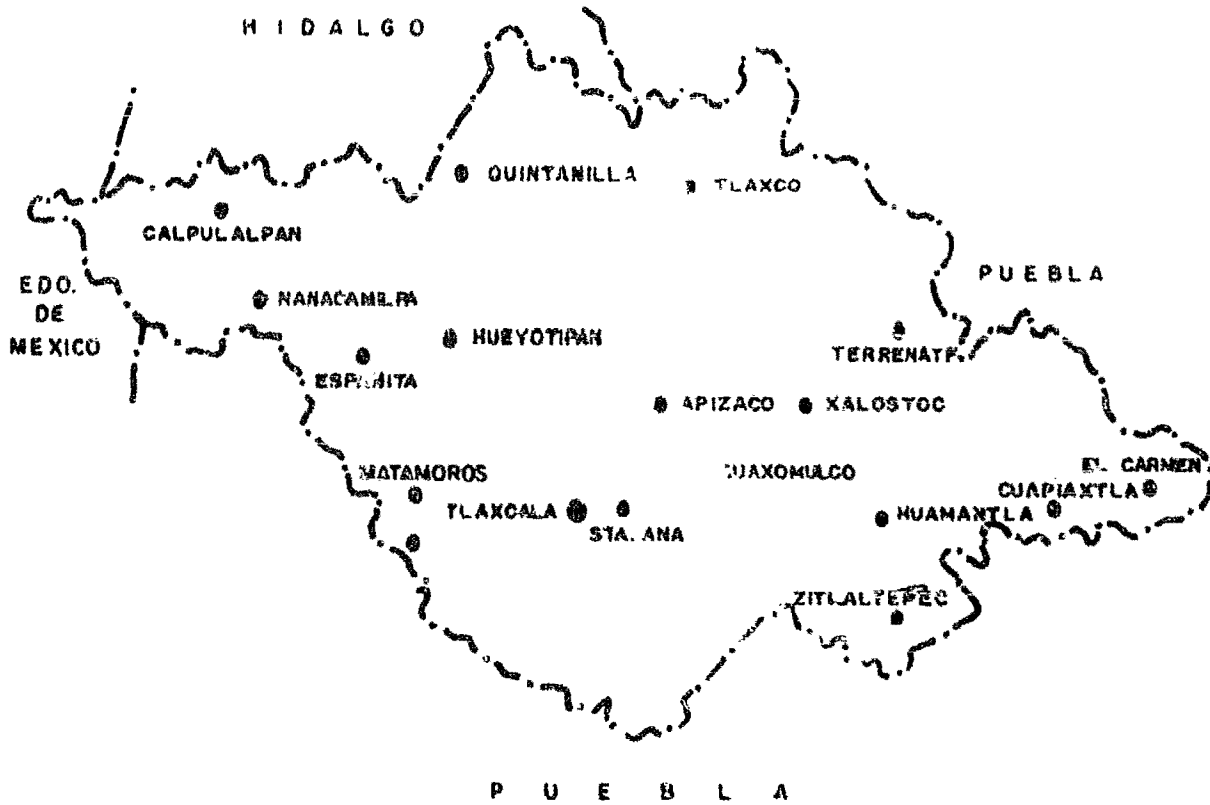 HIDALGO
QUINTANILLA
TLAXCO
CALPULALPAN
EDO.
DE
MEXICO
PUEBLA
NANACAMILPA
HUEYOTIPAN
TERRENATE
ESPAÑITA
APIZACO
XALOSTOC
MATAMOROS
EL CARMEN
CUAPIAXTLA
TLAXCALA
STA. ANA
HUAMANTLA
ZITLALTEPEC
PUEBLA